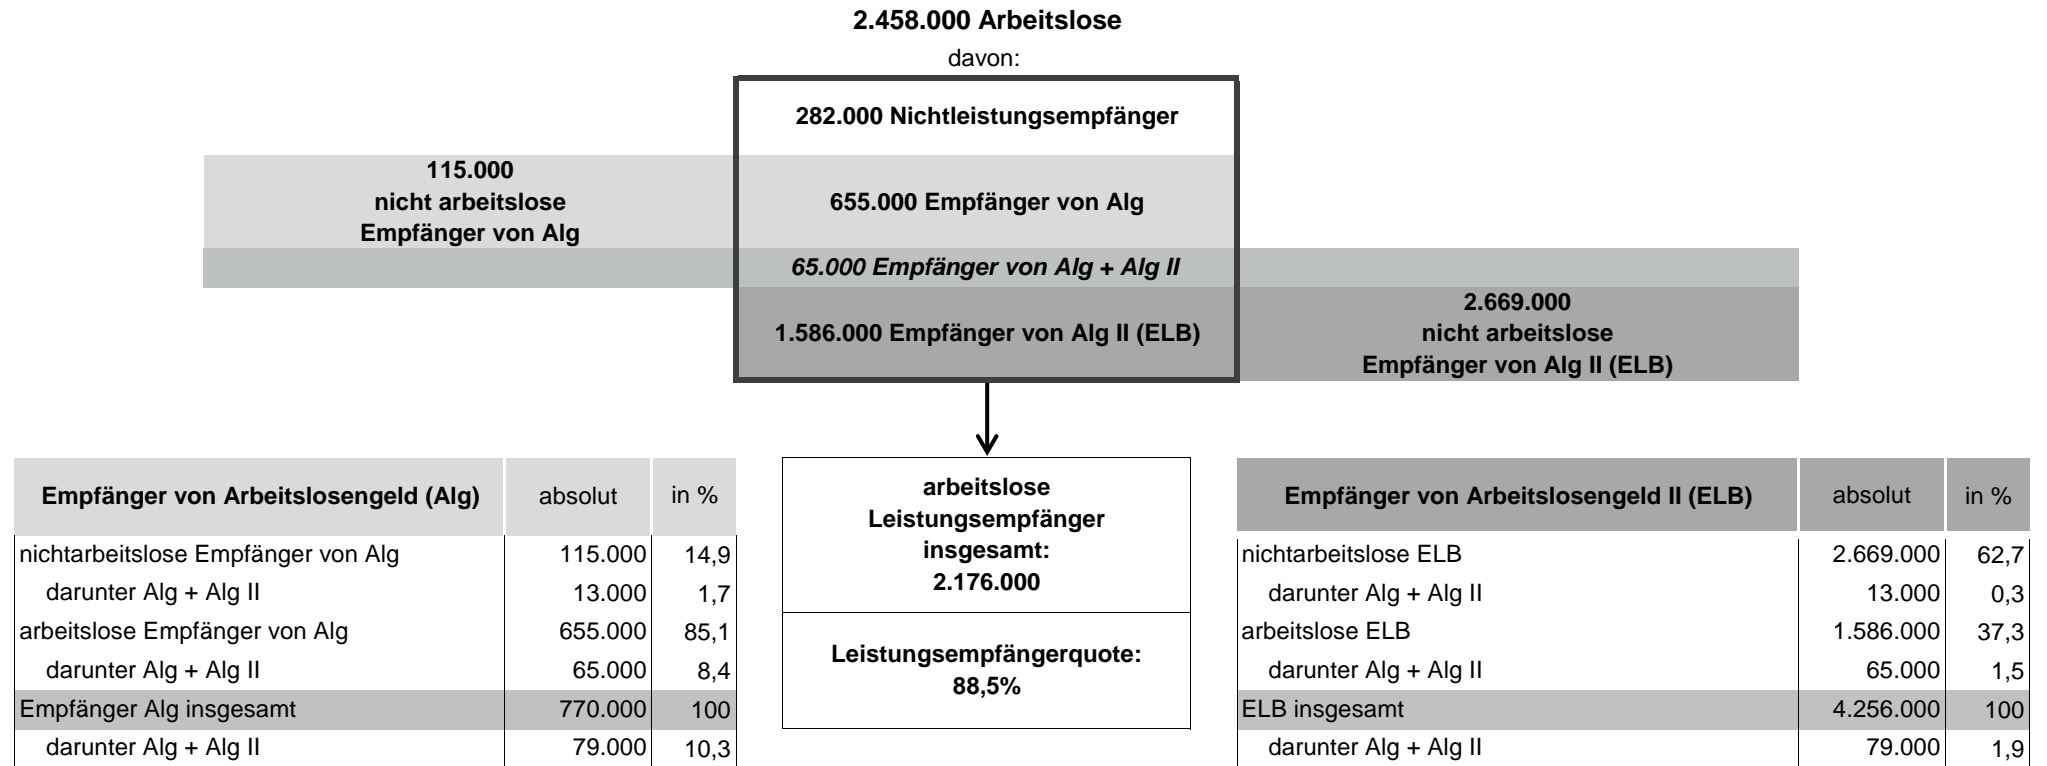 2.458.000 Arbeitslose
davon:
282.000 Nichtleistungsempfänger
115.000
nicht arbeitslose
Empfänger von Alg
655.000 Empfänger von Alg
65.000 Empfänger von Alg + Alg II
1.586.000 Empfänger von Alg II (ELB)
2.669.000
nicht arbeitslose
Empfänger von Alg II (ELB)
Empfänger von Arbeitslosengeld (Alg) absolut in %
nichtarbeitslose Empfänger von Alg 115.000 14,9
darunter Alg + Alg II 13.000 1,7
arbeitslose Empfänger von Alg 655.000 85,1
darunter Alg + Alg II 65.000 8,4
Empfänger Alg insgesamt 770.000 100
darunter Alg + Alg II 79.000 10,3
arbeitslose
Leistungsempfänger
insgesamt:
2.176.000
Leistungsempfängerquote:
88,5%
Empfänger von Arbeitslosengeld II (ELB) absolut in %
nichtarbeitslose ELB 2.669.000 62,7
darunter Alg + Alg II 13.000 0,3
arbeitslose ELB 1.586.000 37,3
darunter Alg + Alg II 65.000 1,5
ELB insgesamt 4.256.000 100
darunter Alg + Alg II 79.000 1,9